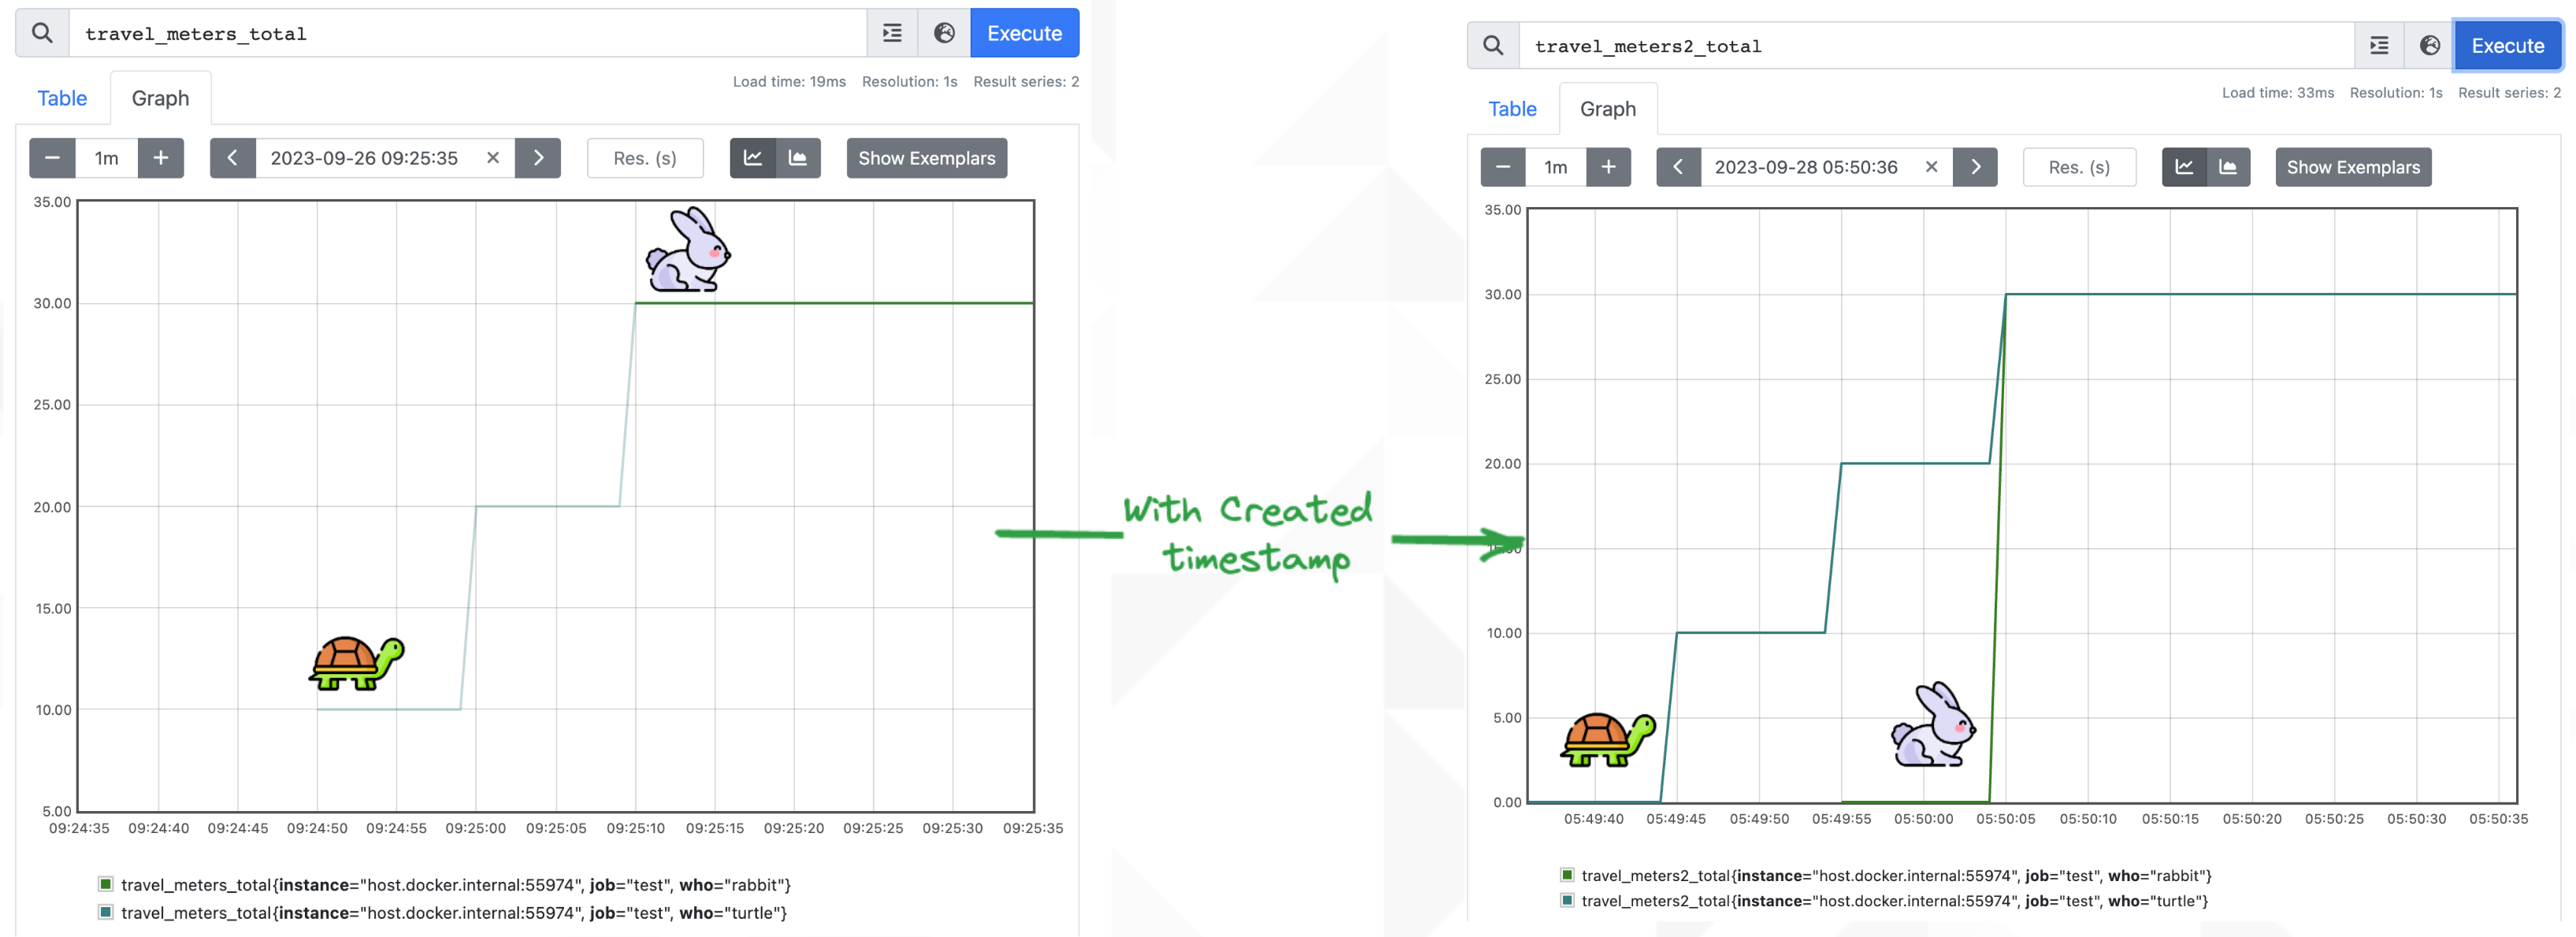 travel_meters_total
Execute
Load time: 19ms Resolution: 1s Result series: 2
Table
Graph
1m
2023-09-26 09:25:35
Res. (s)
Show Exemplars
35.00
30.00
25.00
20.00
15.00
10.00
5.00
09:24:35 09:24:40 09:24:45 09:24:50 09:24:55 09:25:00 09:25:05 09:25:10 09:25:15 09:25:20 09:25:25 09:25:30 09:25:35
travel_meters_total{instance="host.docker.internal:55974", job="test", who="rabbit"}
travel_meters_total{instance="host.docker.internal:55974", job="test", who="turtle"}
With Created
timestamp
travel_meters2_total
Execute
Load time: 33ms Resolution: 1s Result series: 2
Table
Graph
1m
2023-09-28 05:50:36
Res. (s)
Show Exemplars
35.00
30.00
25.00
20.00
10.00
5.00
0.00
05:49:40 05:49:45 05:49:50 05:49:55 05:50:00 05:50:05 05:50:10 05:50:15 05:50:20 05:50:25 05:50:30 05:50:35
travel_meters2_total{instance="host.docker.internal:55974", job="test", who="rabbit"}
travel_meters2_total{instance="host.docker.internal:55974", job="test", who="turtle"}